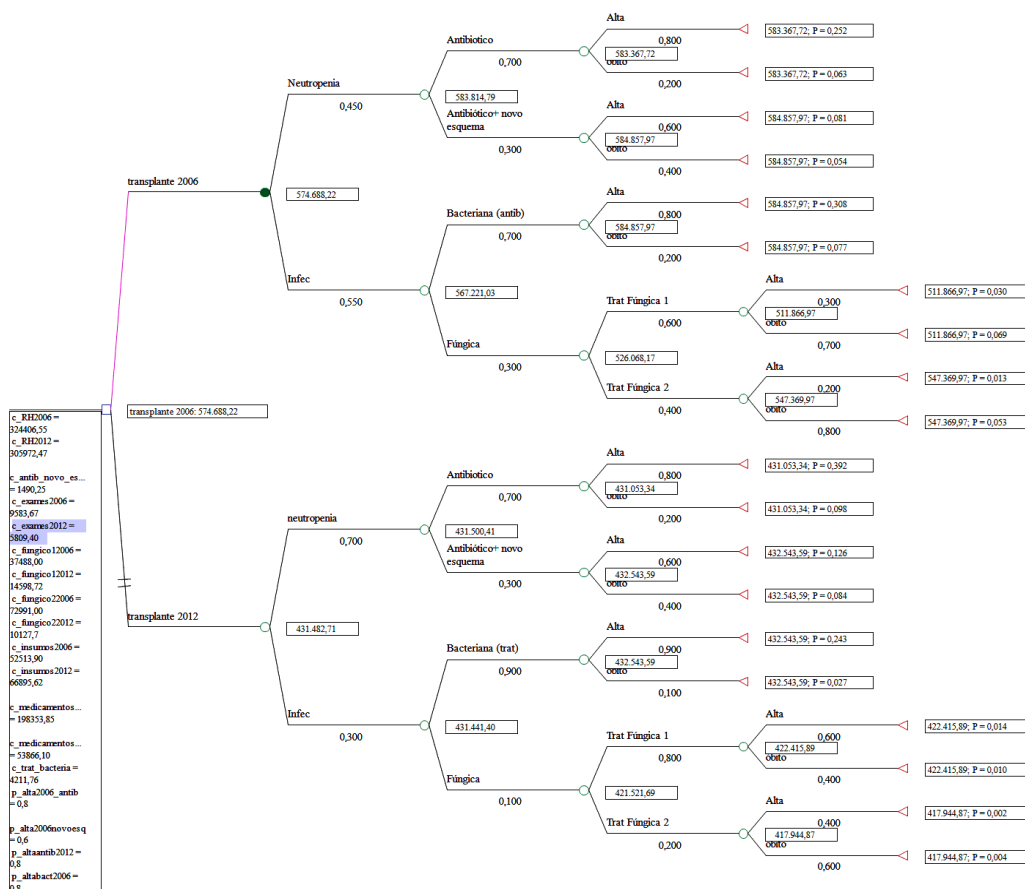 Alta
0,800
583.367,72; P = 0,252
Antibiotico
0,700
583.367,72
óbito
0,200
583.367,72; P = 0,063
Neutropenia
0,450
583.814,79
Antibiótico+ novo
esquema
0,300
Alta
0,600
584.857,97; P = 0,081
584.857,97
óbito
0,400
584.857,97; P = 0,054
transplante 2006
574.688,22
Alta
0,800
584.857,97; P = 0,308
Bacteriana (antib)
0,700
584.857,97
óbito
0,200
584.857,97; P = 0,077
Infec
0,550
567.221,03
Alta
0,300
511.866,97; P = 0,030
Trat Fúngica 1
0,600
511.866,97
óbito
0,700
511.866,97; P = 0,069
Fúngica
0,300
526.068,17
Alta
0,200
547.369,97; P = 0,013
Trat Fúngica 2
0,400
547.369,97
óbito
0,800
547.369,97; P = 0,053
transplante 2006: 574.688,22
c_RH2006 =
324406,55
c_RH2012 =
305972,47
c_antib_novo_es...
= 1490,25
c_exames2006 =
9583,67
c_exames2012 =
5809,40
c_fungico12006 =
37488,00
c_fungico12012 =
14598,72
c_fungico22006 =
72991,00
c_fungico22012 =
10127,7
c_insumos2006 =
52513,90
c_insumos2012 =
66895,62
c_medicamentos...
= 198353,85
c_medicamentos...
= 53866,10
c_trat_bacteria =
4211,76
p_alta2006_antib
= 0,8
p_alta2006novoesq
= 0,6
p_altaantib2012 =
0,8
p_altabact2006 =
0,8
Alta
0,800
431.053,34; P = 0,392
Antibiotico
0,700
431.053,34
óbito
0,200
431.053,34; P = 0,098
neutropenia
0,700
431.500,41
Antibiótico+ novo
esquema
0,300
Alta
0,600
432.543,59; P = 0,126
432.543,59
óbito
0,400
432.543,59; P = 0,084
transplante 2012
431.482,71
Alta
0,900
432.543,59; P = 0,243
Bacteriana (trat)
0,900
432.543,59
óbito
0,100
432.543,59; P = 0,027
Infec
0,300
431.441,40
Alta
0,600
422.415,89; P = 0,014
Trat Fúngica 1
0,800
422.415,89
óbito
0,400
422.415,89; P = 0,010
Fúngica
0,100
421.521,69
Alta
0,400
417.944,87; P = 0,002
Trat Fúngica 2
0,200
417.944,87
óbito
0,600
417.944,87; P = 0,004